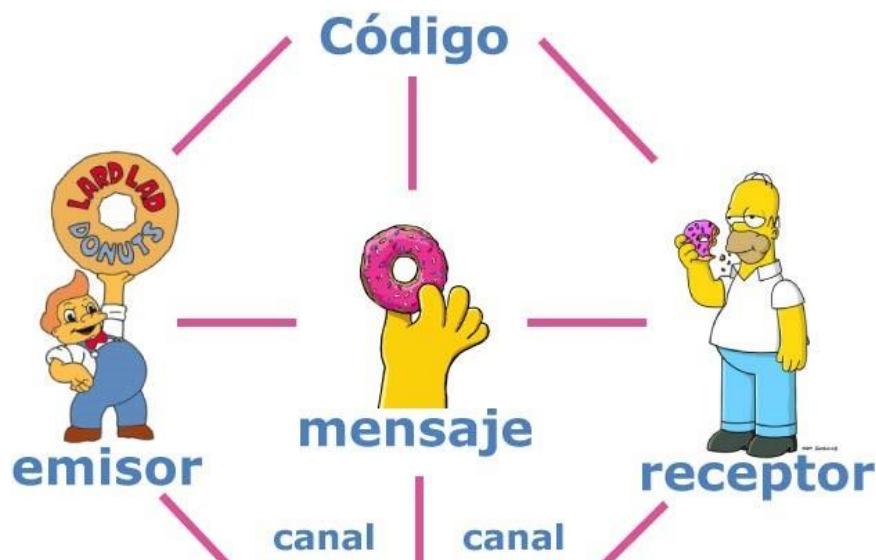 Código
LARD LAD
DONUTS
mensaje
emisor
receptor
canal
canal